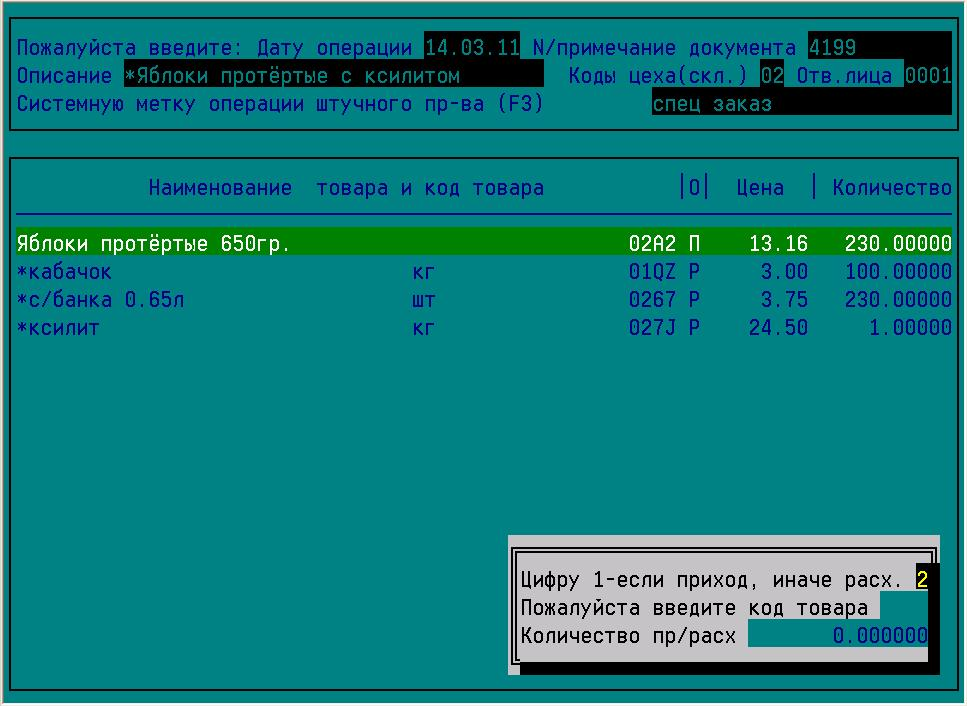 Пожалуйста введите: Дату операции 14.03.11 N/примечание документа 4199
Описание *Яблоки протёртые с ксилитом Коды цеха(скл.) 02 Отв.лица 0001
Системную метку операции штучного пр-ва (F3) спец заказ
Наименование товара и код товара |О| Цена | Количество
Яблоки протёртые 650гр. 02A2 П 13.16 230.00000
*кабачок кг 01QZ Р 3.00 100.00000
*с/банка 0.65л шт 0267 Р 3.75 230.00000
*ксилит кг 027J Р 24.50 1.00000
Цифру 1-если приход, иначе расх. 2
Пожалуйста введите код товара
Количество пр/расх 0.000000